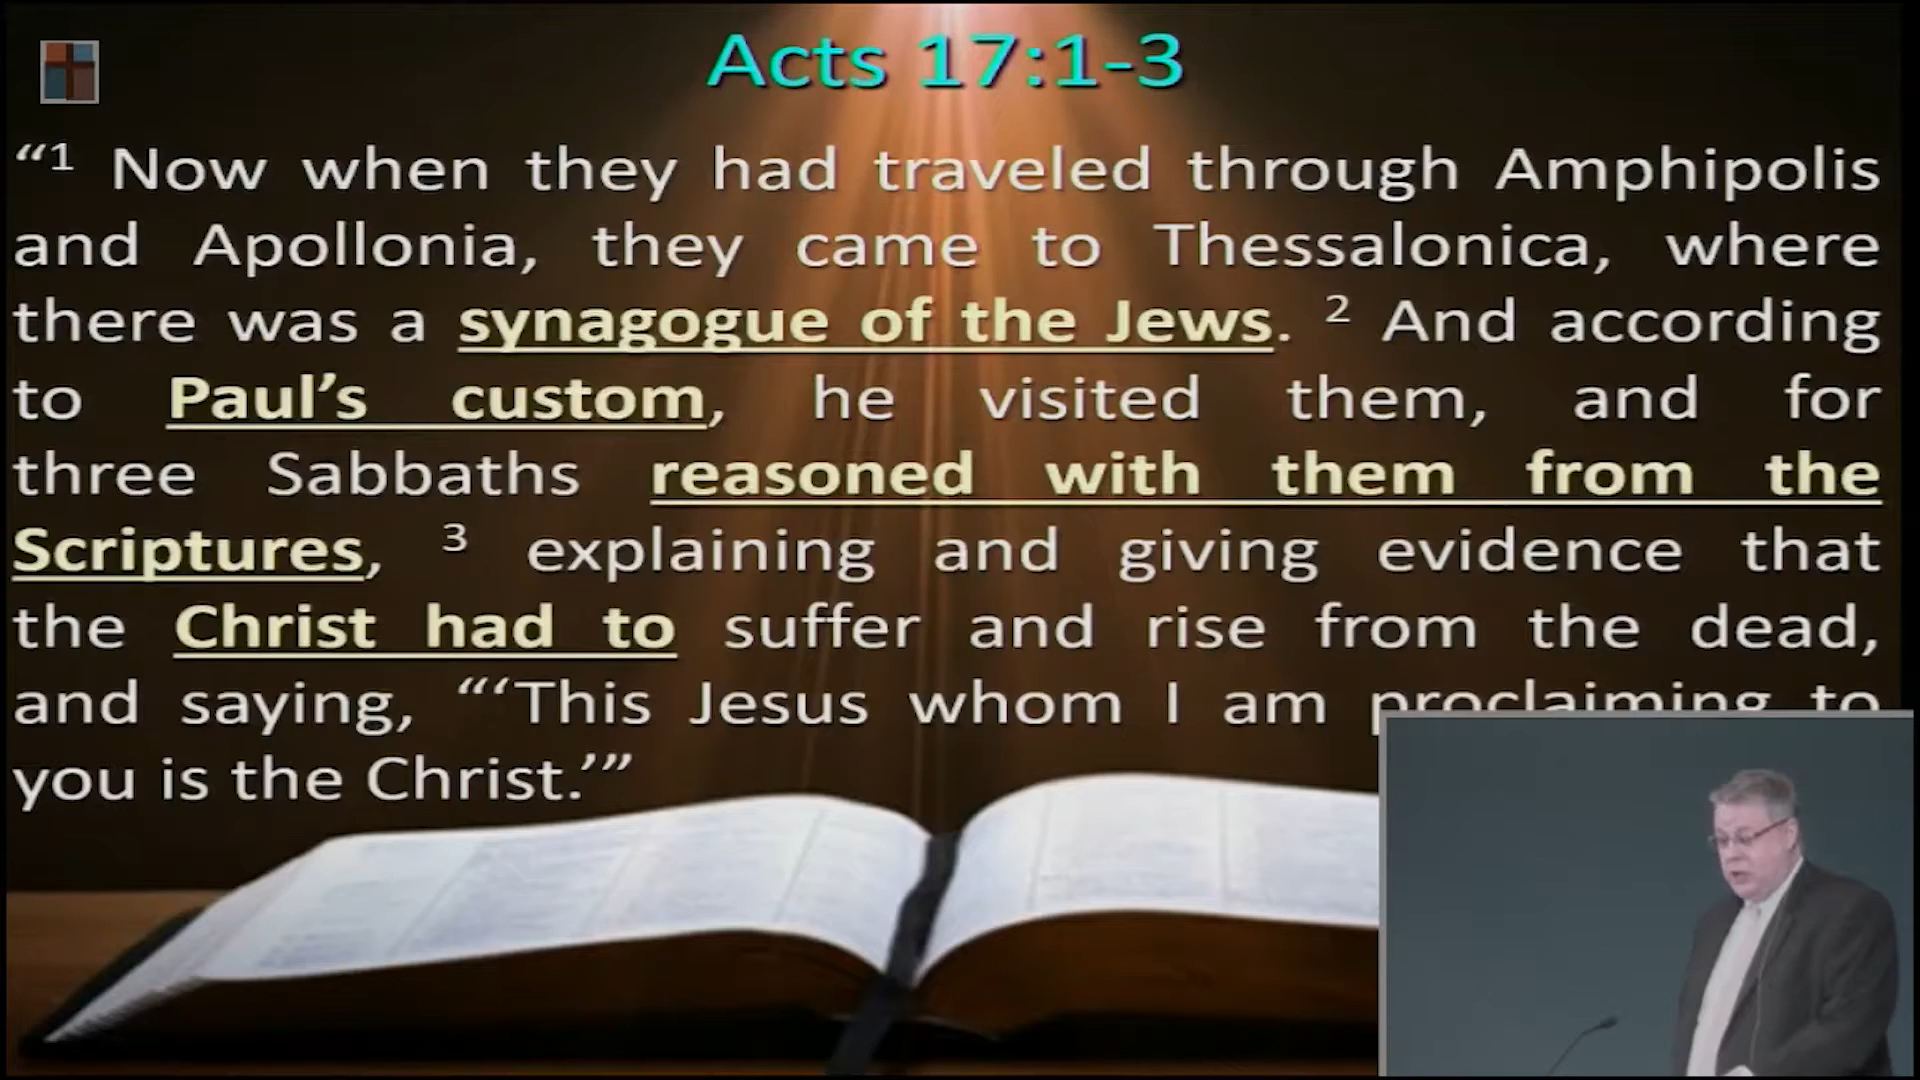 Acts 17:1-3
“1 Now when they had traveled through Amphipolis
and Apollonia, they came to Thessalonica, where
there was a synagogue of the Jews. 2 And according
to Paul’s custom, he visited them, and for
three Sabbaths reasoned with them from the
Scriptures, 3 explaining and giving evidence that
the Christ had to suffer and rise from the dead,
and saying, “‘This Jesus whom I am proclaiming to
you is the Christ.’”